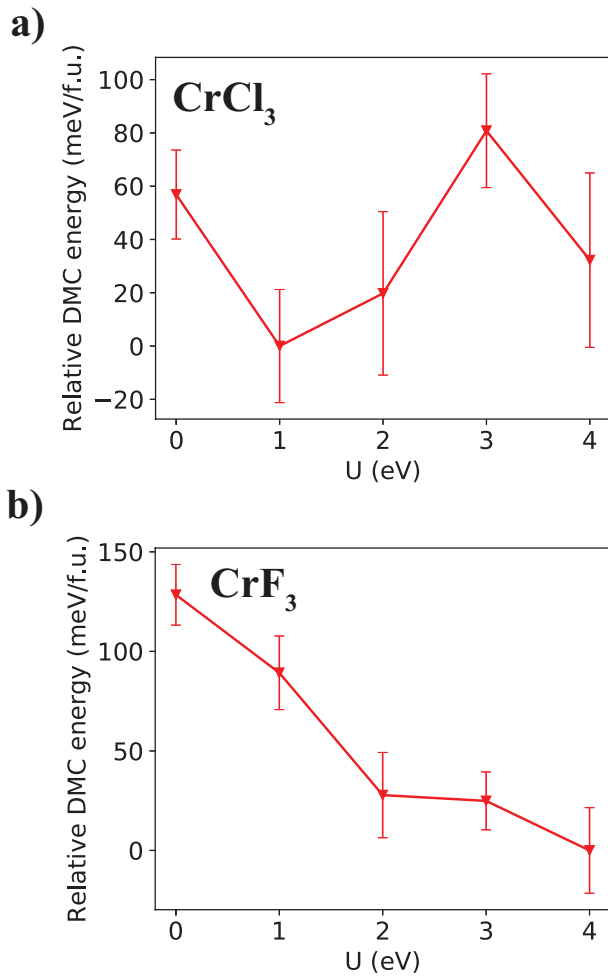 a)
CrCl3
Relative DMC energy (meV/f.u.)
100
80
60
40
20
0
−20
0 1 2 3 4
U (eV)
b)
CrF3
Relative DMC energy (meV/f.u.)
150
100
50
0
0 1 2 3 4
U (eV)